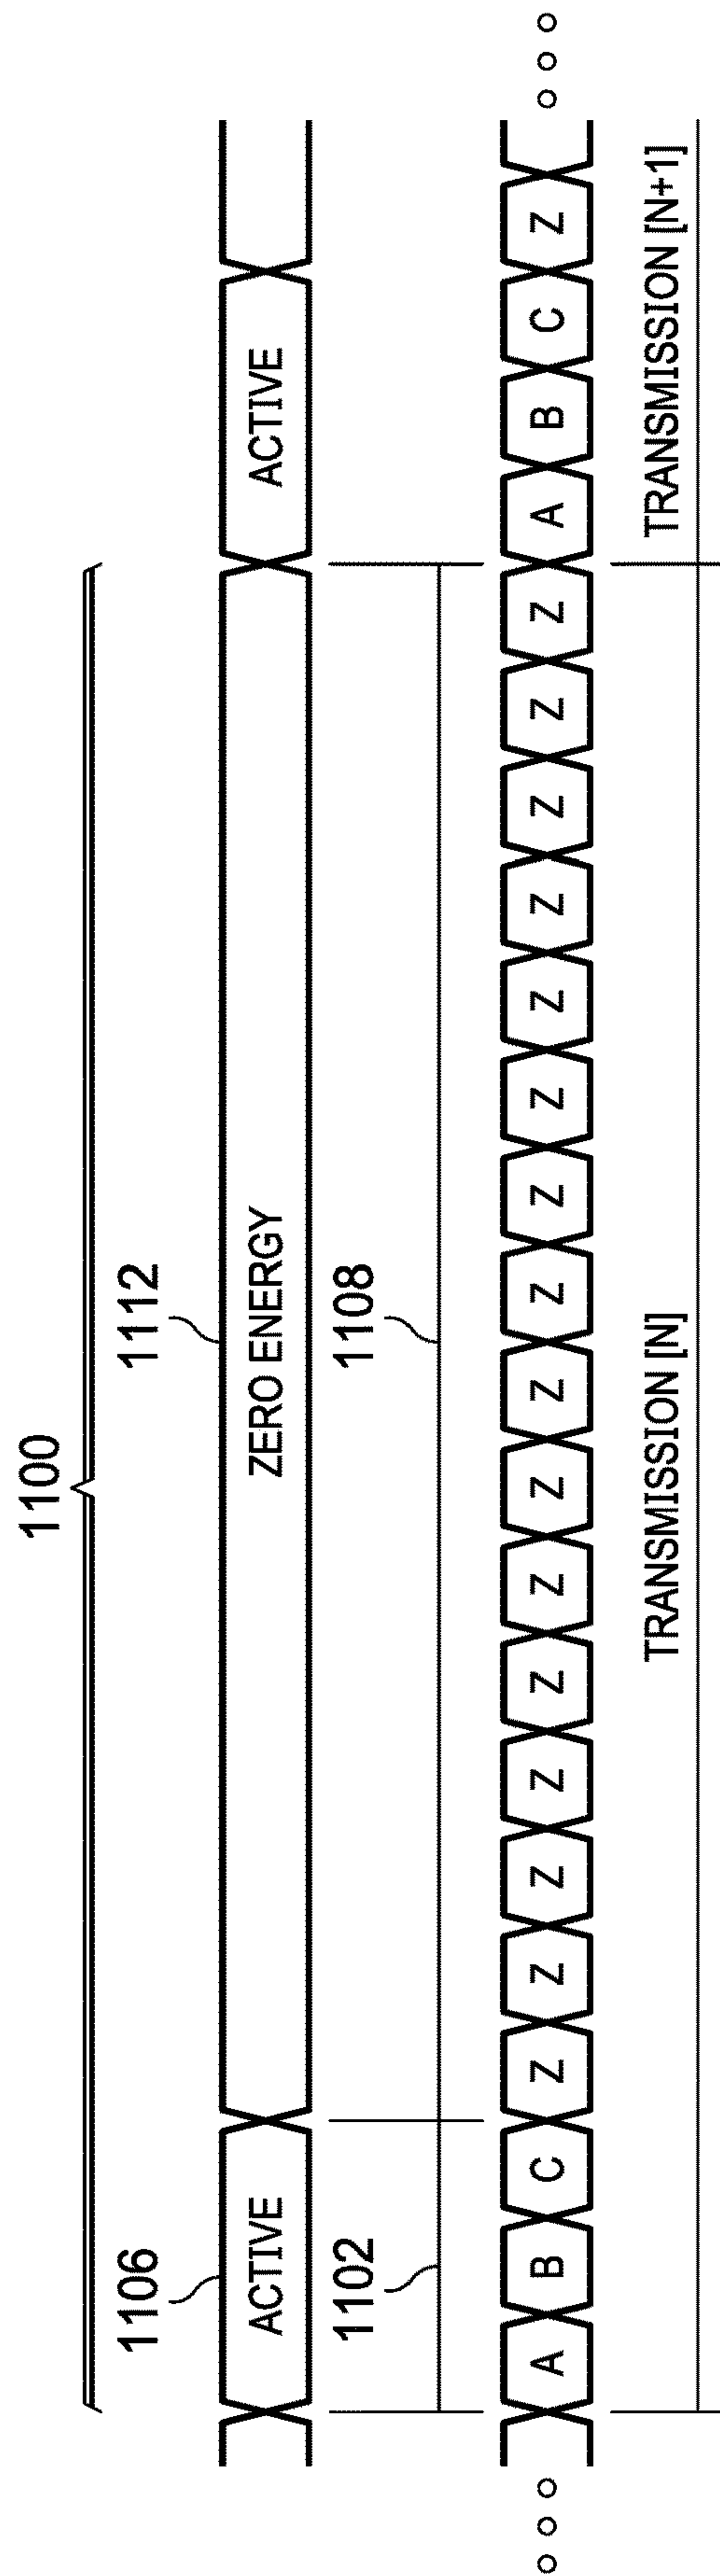 1100
1106 1112
ACTIVE ZERO ENERGY ACTIVE
1102 1108
A B C Z Z Z Z Z Z Z Z Z Z Z Z Z Z Z Z A B C Z
TRANSMISSION [N] TRANSMISSION [N+1]